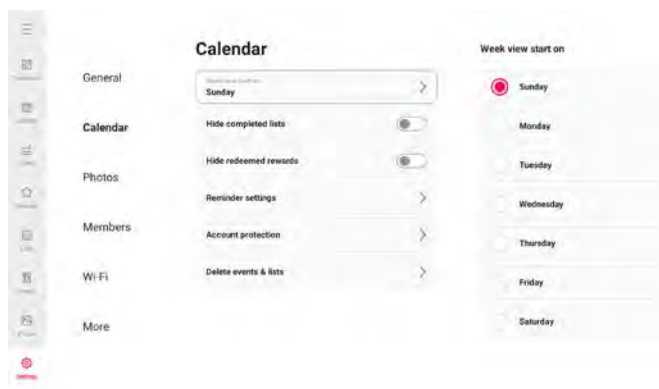 Calendar
Week view start on
General
Sunday
Sunday
Calendar
Hide completed lists
Monday
Hide redeemed rewards
Tuesday
Photos
Reminder settings
Wednesday
Members
Account protection
Thursday
Wi-Fi
Delete events & lists
Friday
More
Saturday